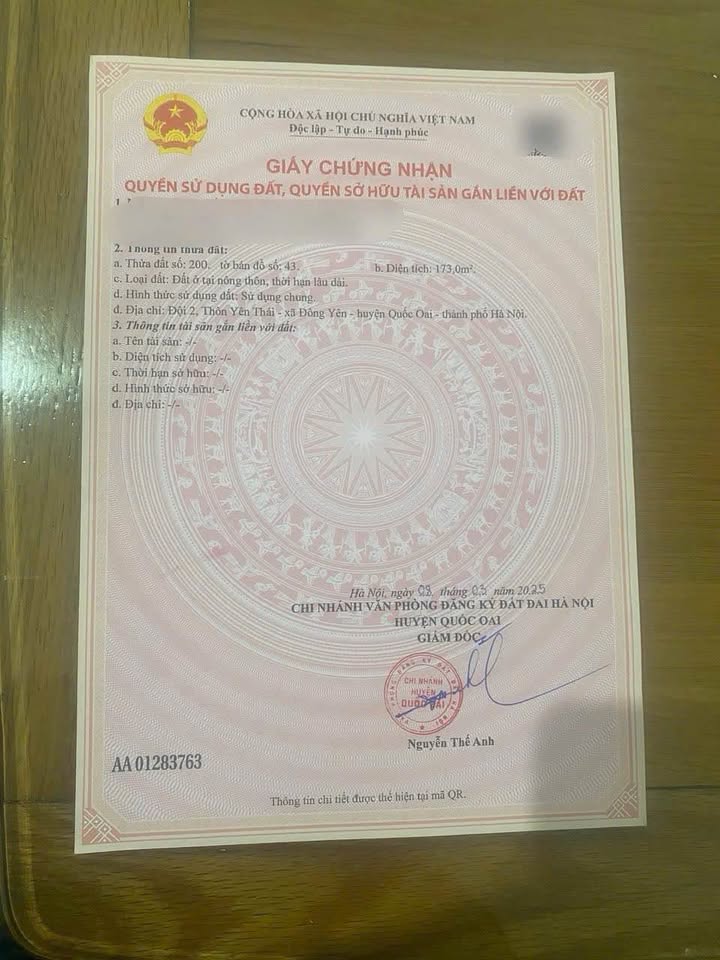 CỘNG HÒA XÃ HỘI CHỦ NGHĨA VIỆT NAM
Độc lập - Tự do - Hạnh phúc
GIẤY CHỨNG NHẬN
QUYỀN SỬ DỤNG ĐẤT, QUYỀN SỞ HỮU TÀI SẢN GẮN LIỀN VỚI ĐẤT
2. Thông tin thửa đất:
a. Thửa đất số: 200. tờ bản đồ số: 43. b. Diện tích: 173,0m².
c. Loại đất: Đất ở tại nông thôn, thời hạn lâu dài.
d. Hình thức sử dụng đất: Sử dụng chung.
đ. Địa chỉ: Đội 2, Thôn Yên Thái - xã Đông Yên - huyện Quốc Oai - thành phố Hà Nội.
3. Thông tin tài sản gắn liền với đất:
a. Tên tài sản: -/-
b. Diện tích sử dụng: -/-
c. Thời hạn sở hữu: -/-
d. Hình thức sở hữu: -/-
đ. Địa chỉ: -/-
Hà Nội, ngày 03 tháng 03 năm 2025
CHI NHÁNH VĂN PHÒNG ĐĂNG KÝ ĐẤT ĐAI HÀ NỘI
HUYỆN QUỐC OAI
GIÁM ĐỐC
CHI NHÁNH
HUYỆN
QUỐC OAI
Nguyễn Thế Anh
AA 01283763
Thông tin chi tiết được thể hiện tại mã QR.